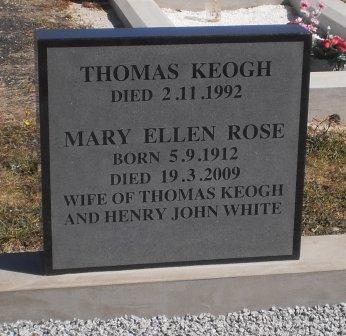 THOMAS KEOGH
DIED 2.11.1992
MARY ELLEN ROSE
BORN 5.9.1912
DIED 19.3.2009
WIFE OF THOMAS KEOGH
AND HENRY JOHN WHITE